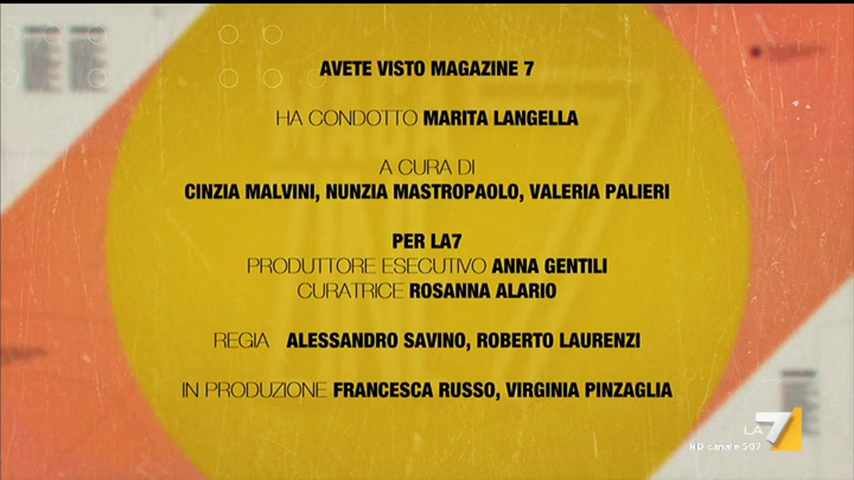 AVETE VISTO MAGAZINE 7
HA CONDOTTO MARITA LANGELLA
A CURA DI
CINZIA MALVINI, NUNZIA MASTROPAOLO, VALERIA PALIERI
PER LA7
PRODUTTORE ESECUTIVO ANNA GENTILI
CURATRICE ROSANNA ALARIO
REGIA ALESSANDRO SAVINO, ROBERTO LAURENZI
IN PRODUZIONE FRANCESCA RUSSO, VIRGINIA PINZAGLIA
LA 7
HD canale 507